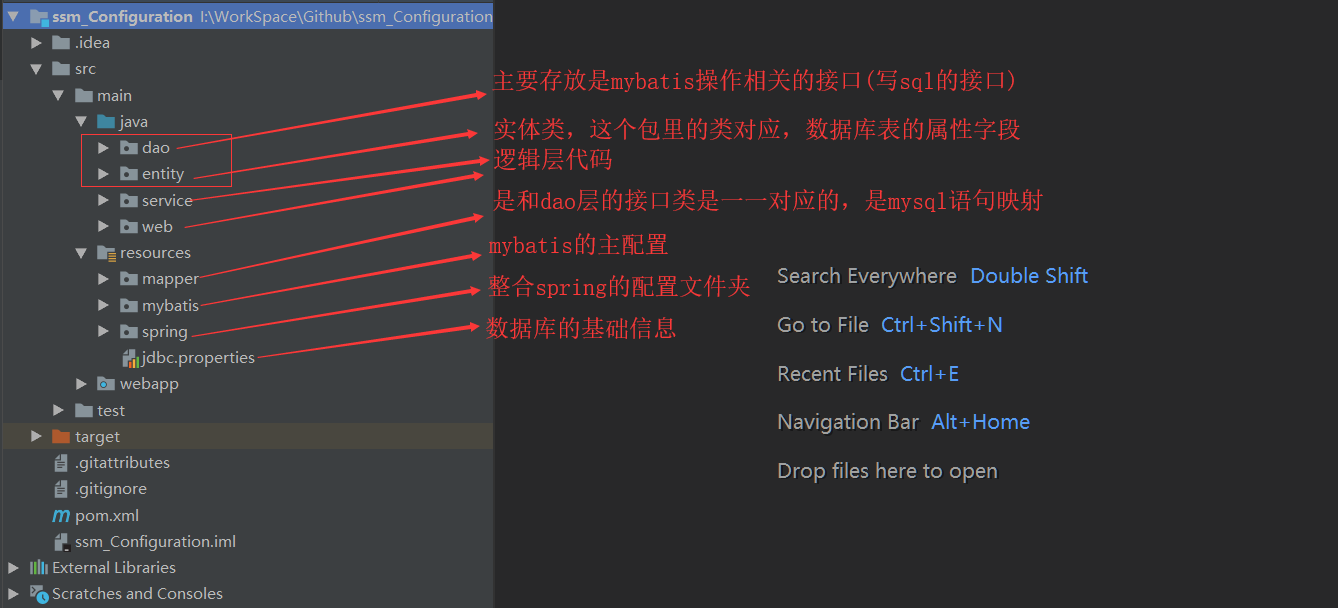 ssm_Configuration I:\WorkSpace\Github\ssm_Configuration
.idea
src
main
java
dao
entity
service
web
resources
mapper
mybatis
spring
jdbc.properties
webapp
test
target
.gitattributes
.gitignore
pom.xml
ssm_Configuration.iml
External Libraries
Scratches and Consoles
主要存放是mybatis操作相关的接口(写sql的接口)
实体类，这个包里的类对应，数据库表的属性字段
逻辑层代码
是和dao层的接口类是一一对应的，是mysql语句映射
mybatis的主配置
整合spring的配置文件夹
数据库的基础信息
Search Everywhere Double Shift
Go to File Ctrl+Shift+N
Recent Files Ctrl+E
Navigation Bar Alt+Home
Drop files here to open